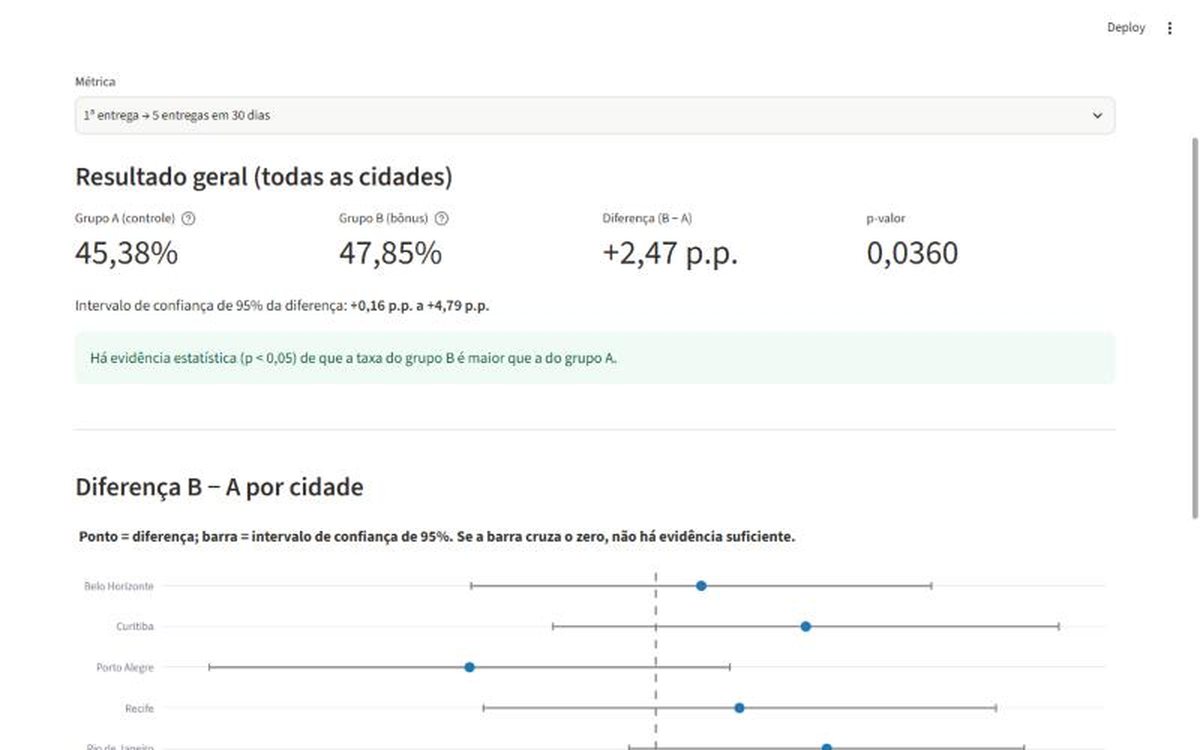 Deploy
Métrica
1ª entrega → 5 entregas em 30 dias
Resultado geral (todas as cidades)
Grupo A (controle)
Grupo B (bônus)
Diferença (B – A)
p-valor
45,38%
47,85%
+2,47 p.p.
0,0360
Intervalo de confiança de 95% da diferença: +0,16 p.p. a +4,79 p.p.
Há evidência estatística (p < 0,05) de que a taxa do grupo B é maior que a do grupo A.
Diferença B – A por cidade
Ponto = diferença; barra = intervalo de confiança de 95%. Se a barra cruza o zero, não há evidência suficiente.
Belo Horizonte
Curitiba
Porto Alegre
Recife
Rio de Janeiro